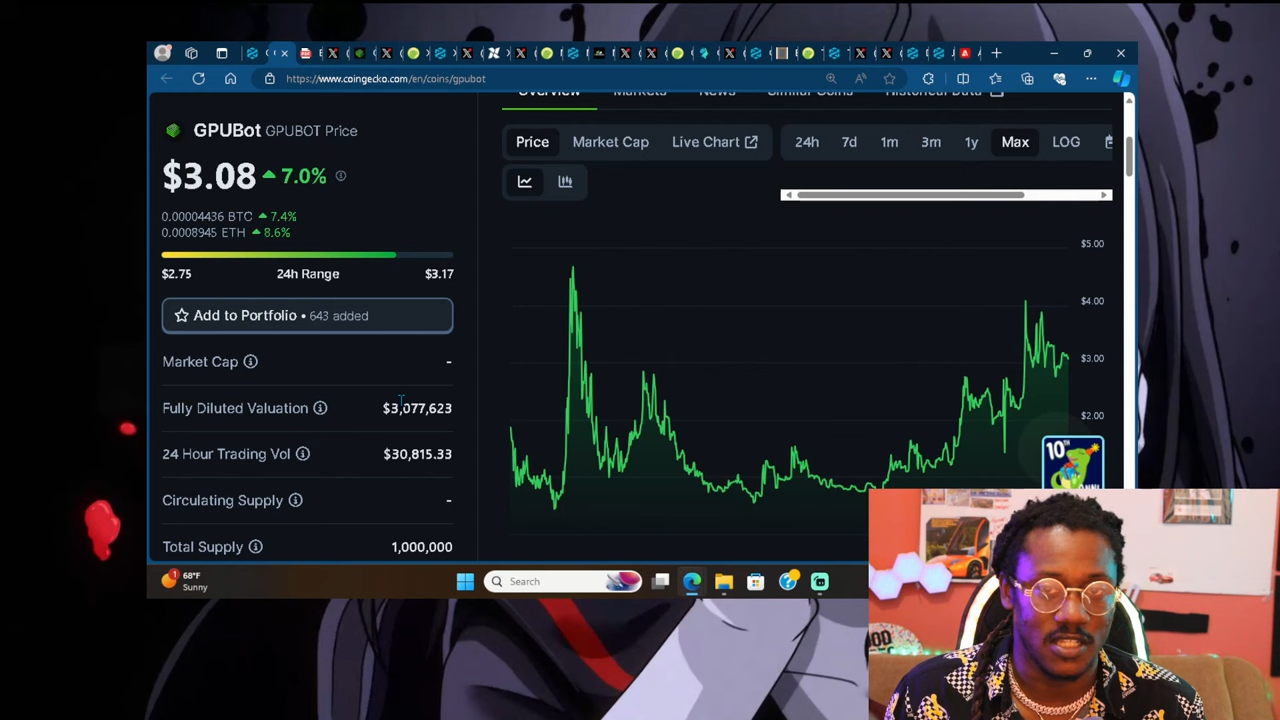 https://www.coingecko.com/en/coins/gpubot
Overview Markets News Similar Coins Historical Data
GPUBot GPUBOT Price
$3.08 7.0%
0.00004436 BTC 7.4%
0.0008945 ETH 8.6%
$2.75 24h Range $3.17
Add to Portfolio • 643 added
Market Cap -
Fully Diluted Valuation $3,077,623
24 Hour Trading Vol $30,815.33
Circulating Supply -
Total Supply 1,000,000
Price Market Cap Live Chart 24h 7d 1m 3m 1y Max LOG
$5.00
$4.00
$3.00
$2.00
10TH
1
68°F
Sunny
Search